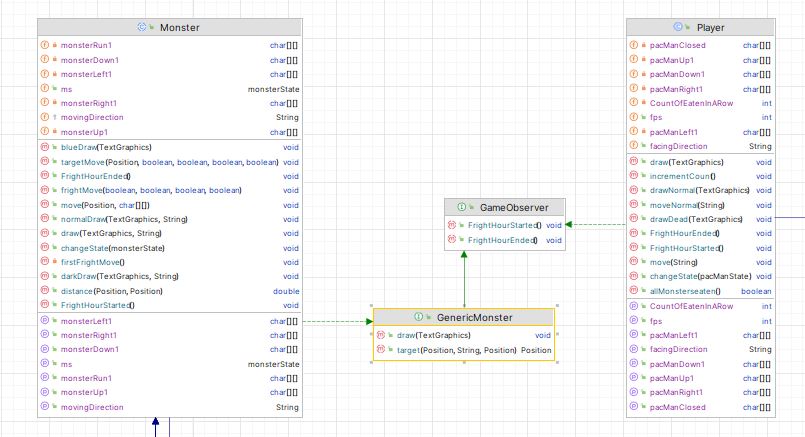 Monster
monsterRun1 char[][]
monsterDown1 char[][]
monsterLeft1 char[][]
ms monsterState
monsterRight1 char[][]
movingDirection String
monsterUp1 char[][]
blueDraw(TextGraphics) void
targetMove(Position, boolean, boolean, boolean, boolean) void
FrightHourEnded() void
frightMove(boolean, boolean, boolean, boolean) void
move(Position, char[][]) void
normalDraw(TextGraphics, String) void
draw(TextGraphics, String) void
changeState(monsterState) void
firstFrightMove() void
darkDraw(TextGraphics, String) void
distance(Position, Position) double
FrightHourStarted() void
monsterLeft1 char[][]
monsterRight1 char[][]
monsterDown1 char[][]
ms monsterState
monsterRun1 char[][]
monsterUp1 char[][]
movingDirection String
GameObserver
FrightHourStarted() void
FrightHourEnded() void
GenericMonster
draw(TextGraphics) void
target(Position, String, Position) Position
Player
pacManClosed char[][]
pacManUp1 char[][]
pacManDown1 char[][]
pacManRight1 char[][]
CountOfEatenInARow int
fps int
pacManLeft1 char[][]
facingDirection String
draw(TextGraphics) void
incrementCoun() void
drawNormal(TextGraphics) void
moveNormal(String) void
drawDead(TextGraphics) void
FrightHourEnded() void
FrightHourStarted() void
move(String) void
changeState(pacManState) void
allMonsterseaten() boolean
CountOfEatenInARow int
fps int
pacManLeft1 char[][]
facingDirection String
pacManDown1 char[][]
pacManUp1 char[][]
pacManRight1 char[][]
pacManClosed char[][]